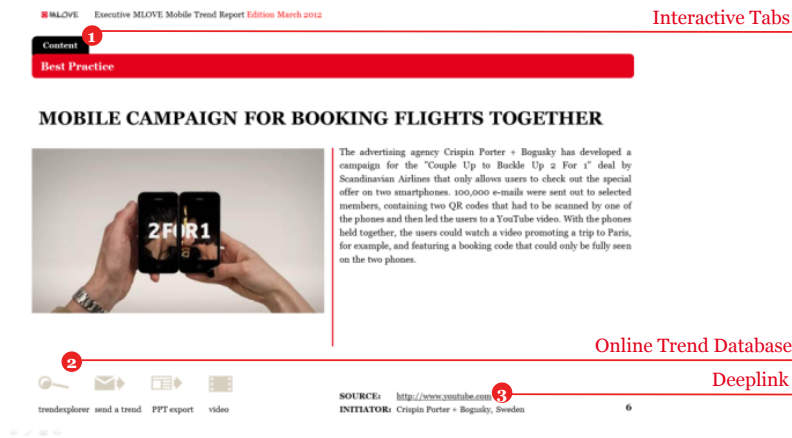 MLOVE Executive MLOVE Mobile Trend Report Edition March 2012
Interactive Tabs
1
Content
Best Practice
MOBILE CAMPAIGN FOR BOOKING FLIGHTS TOGETHER
The advertising agency Crispin Porter + Bogusky has developed a
campaign for the "Couple Up to Buckle Up 2 For 1" deal by
Scandinavian Airlines that only allows users to check out the special
offer on two smartphones. 100,000 e-mails were sent out to selected
members, containing two QR codes that had to be scanned by one of
the phones and then led the users to a YouTube video. With the phones
held together, the users could watch a video promoting a trip to Paris,
for example, and featuring a booking code that could only be fully seen
on the two phones.
2 FOR 1
Online Trend Database
2
Deeplink
3
trendexplorer send a trend PPT export video
SOURCE: http://www.youtube.com
INITIATOR: Crispin Porter + Bogusky, Sweden
6